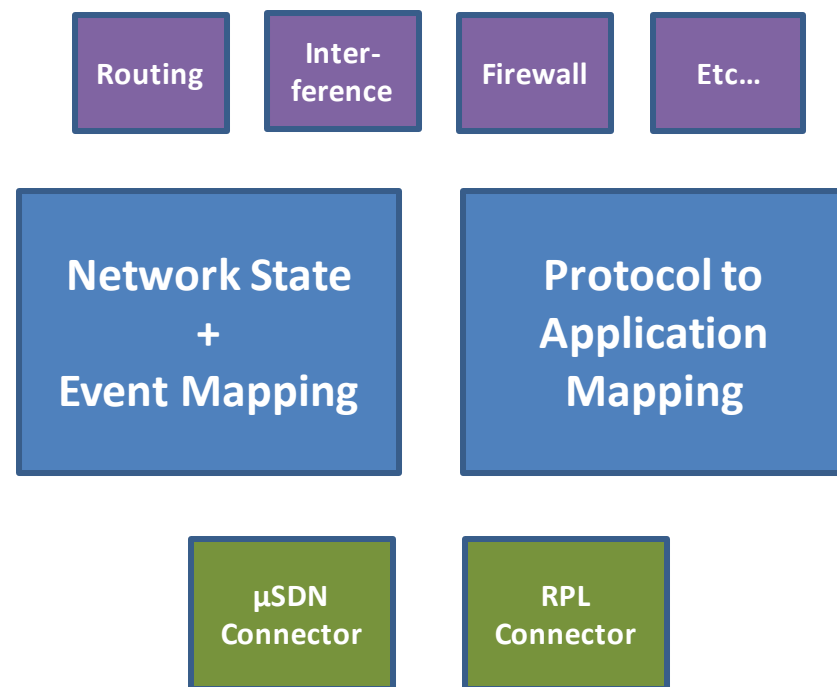 Routing
Inter-
ference
Firewall
Etc...
Network State
+
Event Mapping
Protocol to
Application
Mapping
µSDN
Connector
RPL
Connector